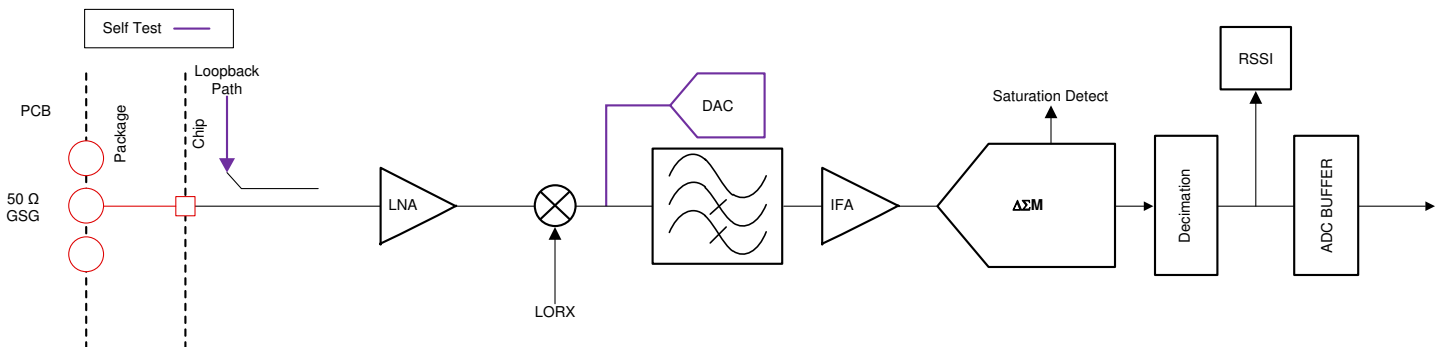 Self Test
Loopback
Path
PCB
Package
Chip
50 Ω
GSG
LNA
LORX
DAC
IFA
Saturation Detect
ΔΣM
Decimation
RSSI
ADC BUFFER